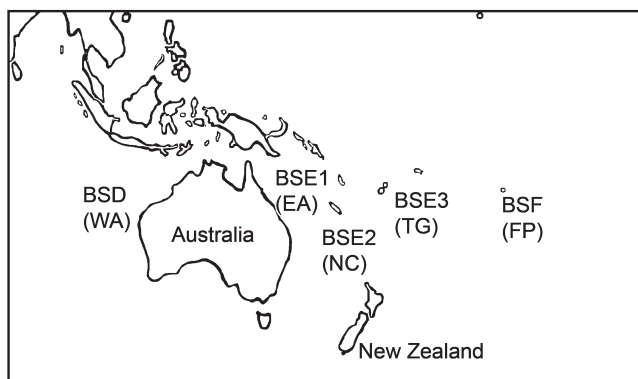 BSD
(WA)
Australia
BSE1
(EA)
BSE2
(NC)
BSE3
(TG)
BSF
(FP)
New Zealand